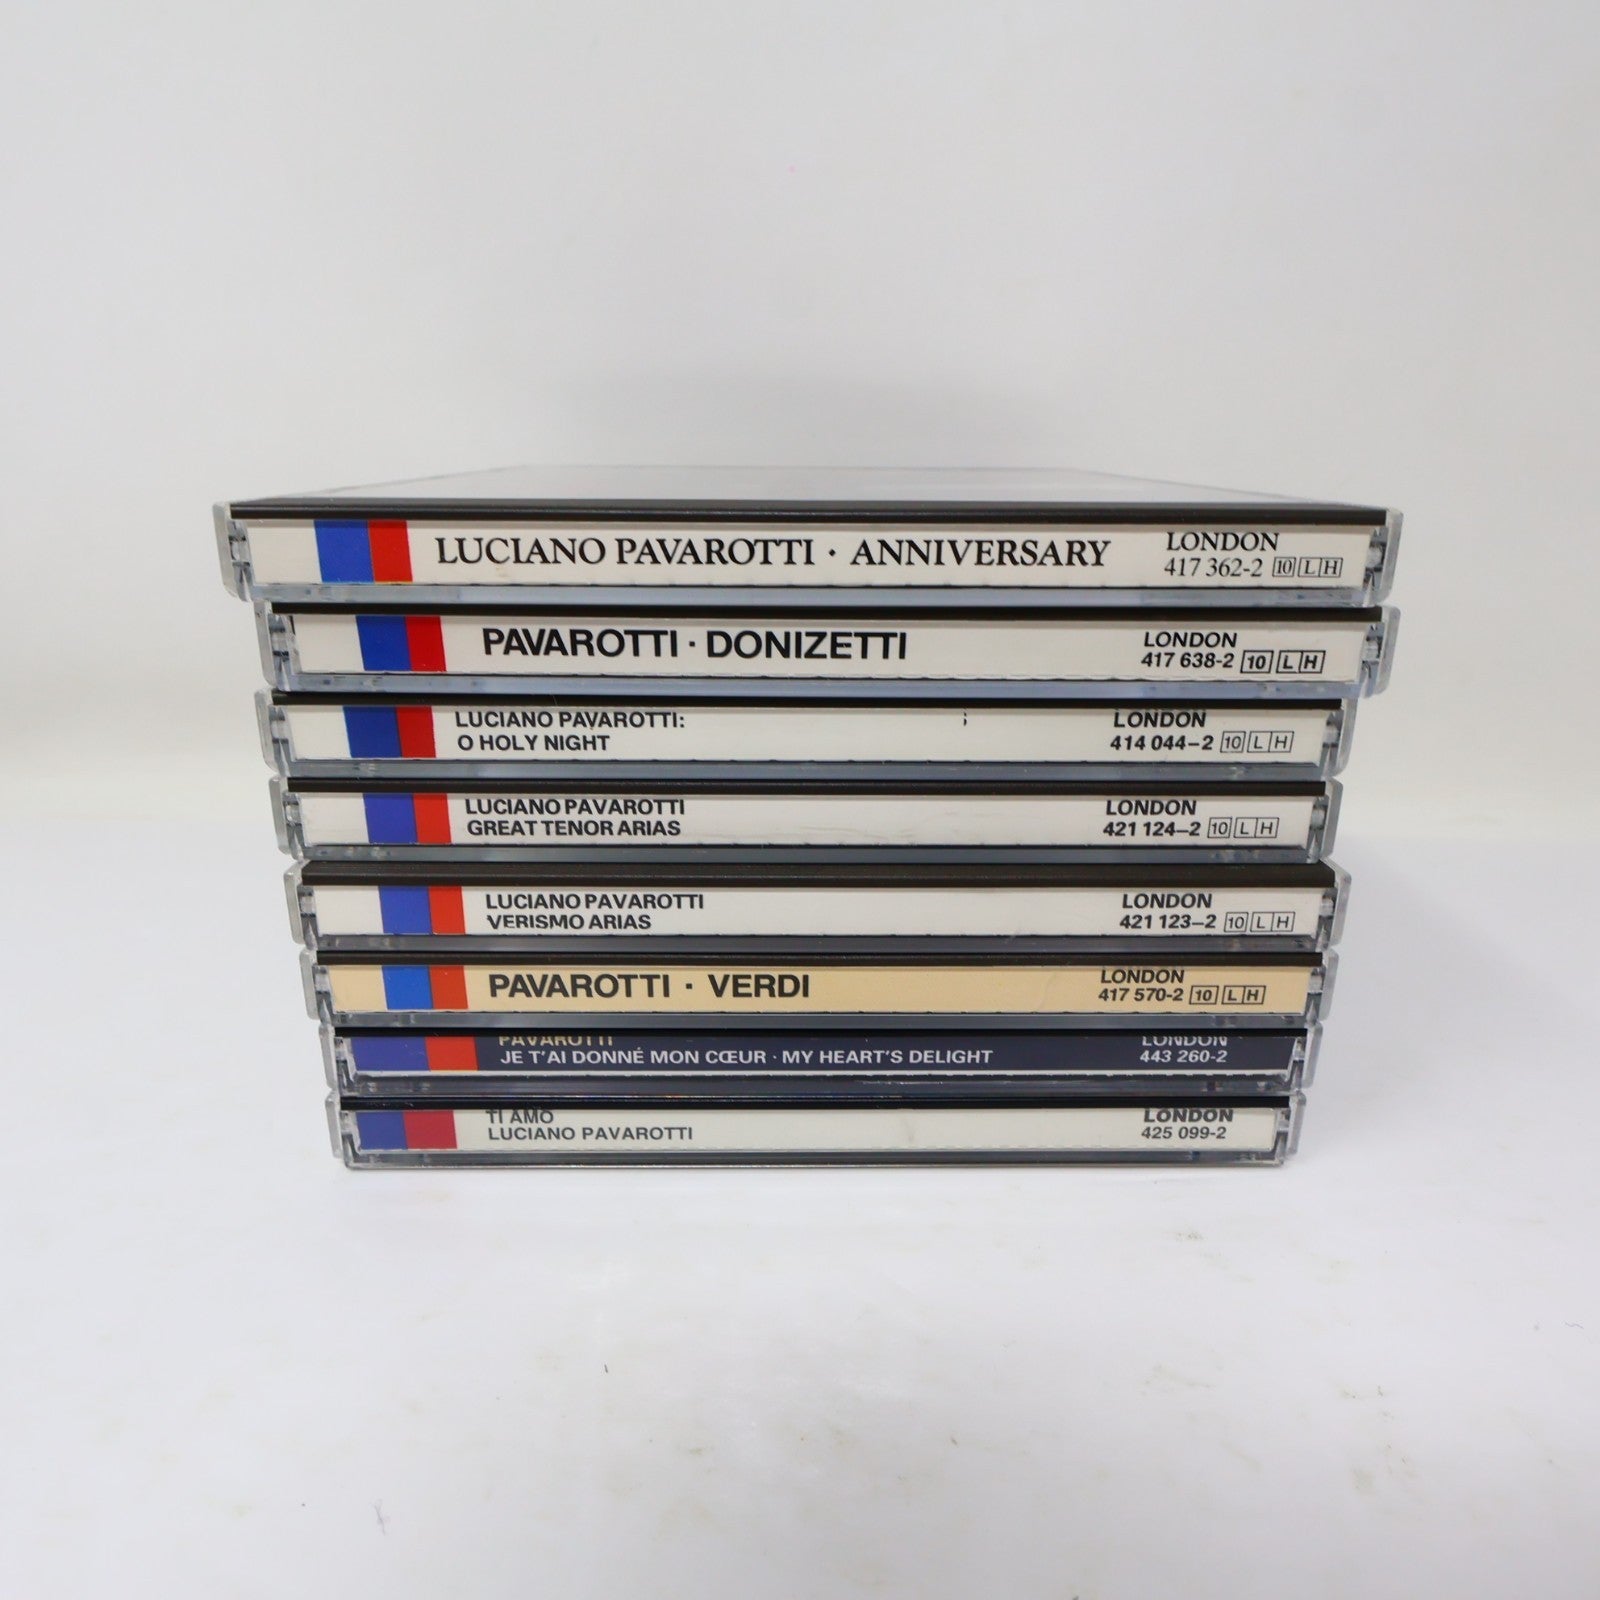 LUCIANO PAVAROTTI · ANNIVERSARY
LONDON
417 362-2 10 L H
PAVAROTTI · DONIZETTI
LONDON
417 638-2 10 L H
LUCIANO PAVAROTTI:
O HOLY NIGHT
LONDON
414 044-2 10 L H
LUCIANO PAVAROTTI
GREAT TENOR ARIAS
LONDON
421 124-2 10 L H
LUCIANO PAVAROTTI
VERISMO ARIAS
LONDON
421 123-2 10 L H
PAVAROTTI · VERDI
LONDON
417 570-2 10 L H
PAVAROTTI
JE T'AI DONNÉ MON CŒUR · MY HEART'S DELIGHT
LONDON
443 260-2
TI AMO
LUCIANO PAVAROTTI
LONDON
425 099-2